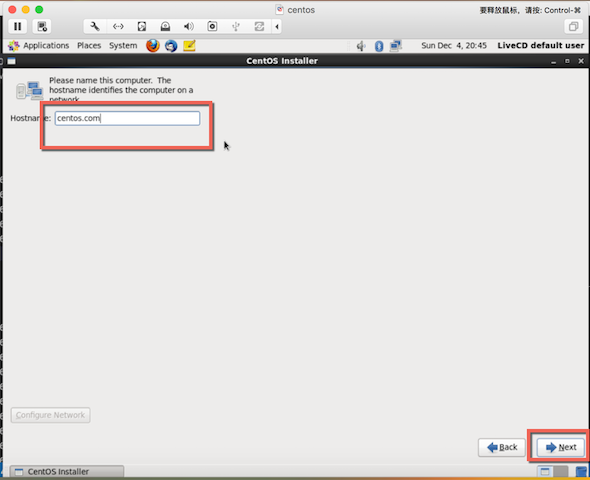 centos
要释放鼠标，请按: Control-⌘
Applications Places System Sun Dec 4, 20:45 LiveCD default user
CentOS Installer
Please name this computer. The
hostname identifies the computer on a
network.
Hostname: centos.com
Configure Network
Back Next
CentOS Installer